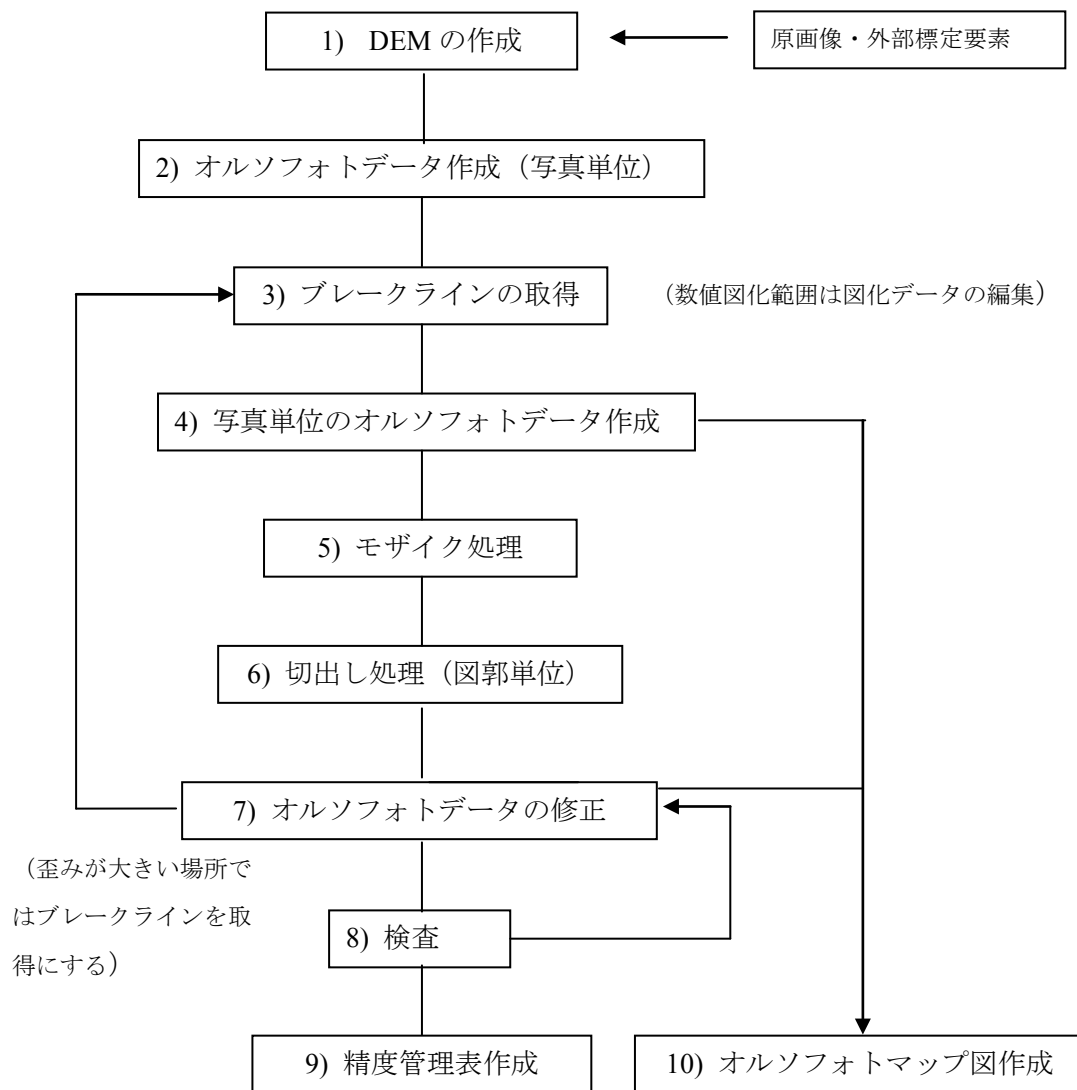 1) DEM の作成
原画像・外部標定要素
2) オルソフォトデータ作成（写真単位）
3) ブレークラインの取得
（数値図化範囲は図化データの編集）
4) 写真単位のオルソフォトデータ作成
5) モザイク処理
6) 切出し処理（図郭単位）
7) オルソフォトデータの修正
（歪みが大きい場所で
はブレークラインを取
得にする）
8) 検査
9) 精度管理表作成
10) オルソフォトマップ図作成